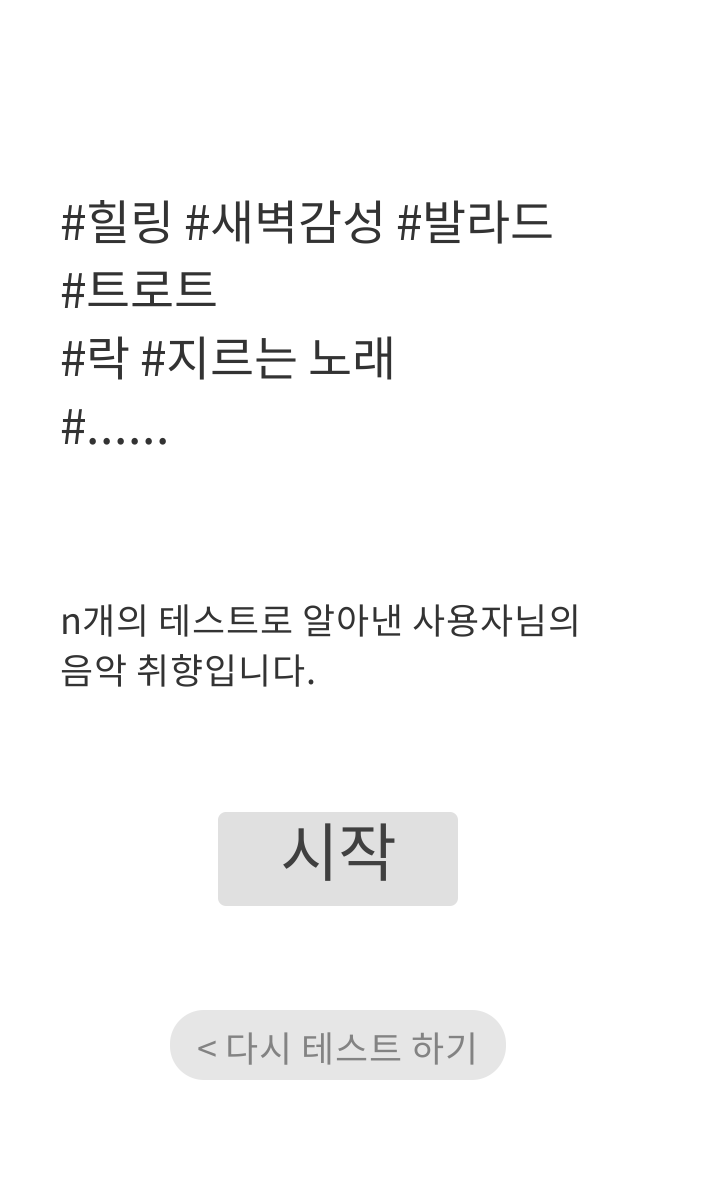 #힐링 #새벽감성 #발라드
#트로트
#락 #지르는 노래
#......
n개의 테스트로 알아낸 사용자님의
음악 취향입니다.
시작
< 다시 테스트 하기